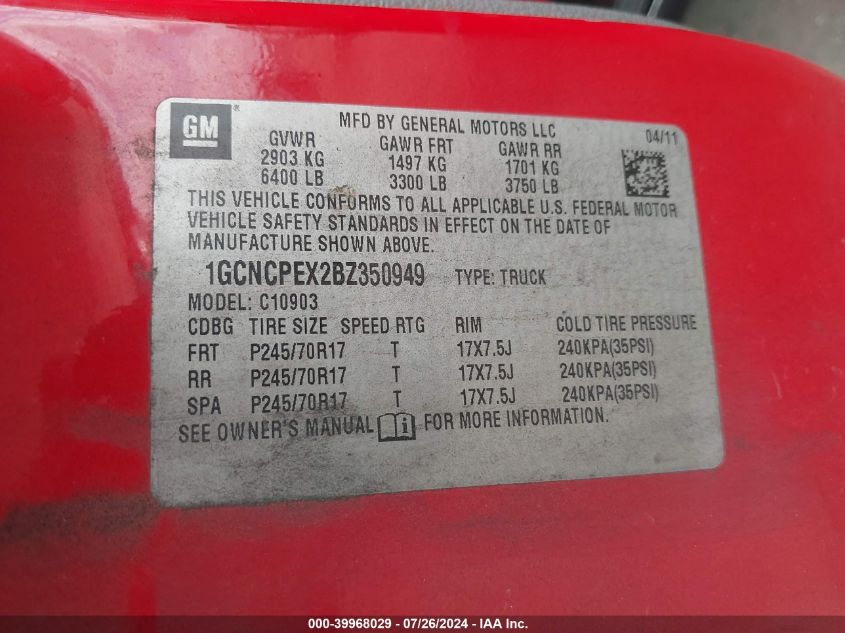 GM
MFD BY GENERAL MOTORS LLC
04/11
GVWR GAWR FRT GAWR RR
2903 KG 1497 KG 1701 KG
6400 LB 3300 LB 3750 LB
THIS VEHICLE CONFORMS TO ALL APPLICABLE U.S. FEDERAL MOTOR
VEHICLE SAFETY STANDARDS IN EFFECT ON THE DATE OF
MANUFACTURE SHOWN ABOVE.
1GCNCPEX2BZ350949 TYPE: TRUCK
MODEL: C10903
CDBG TIRE SIZE SPEED RTG RIM COLD TIRE PRESSURE
FRT P245/70R17 T 17X7.5J 240KPA(35PSI)
RR P245/70R17 T 17X7.5J 240KPA(35PSI)
SPA P245/70R17 T 17X7.5J 240KPA(35PSI)
SEE OWNER'S MANUAL i FOR MORE INFORMATION.
000-39968029 - 07/26/2024 - IAA Inc.